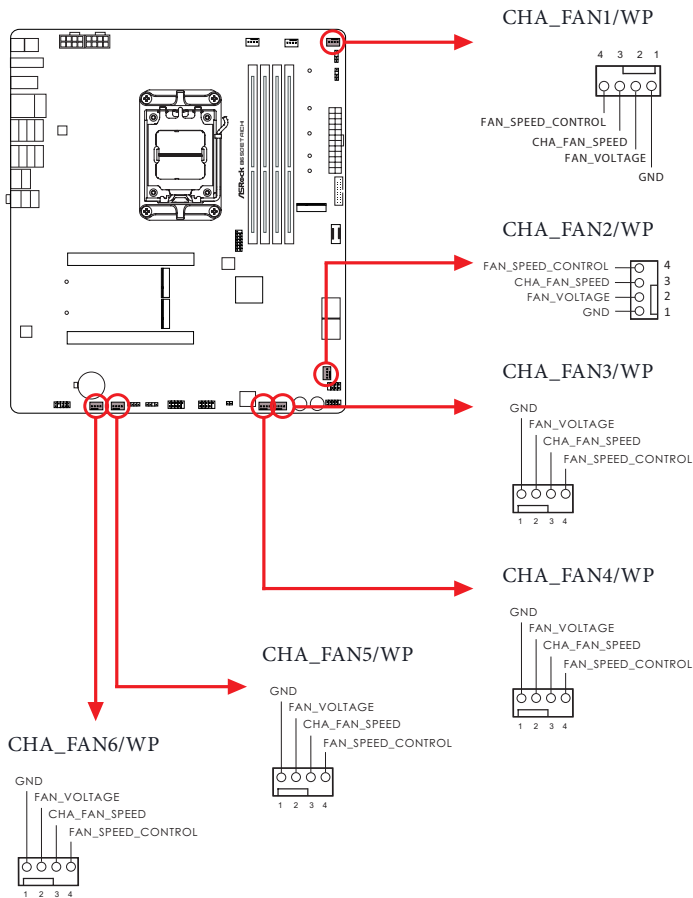 CHA_FAN1/WP
4 3 2 1
FAN_SPEED_CONTROL
CHA_FAN_SPEED
FAN_VOLTAGE
GND
ASRock B650E TAICHI
CHA_FAN2/WP
FAN_SPEED_CONTROL 4
CHA_FAN_SPEED 3
FAN_VOLTAGE 2
GND 1
CHA_FAN3/WP
GND
FAN_VOLTAGE
CHA_FAN_SPEED
FAN_SPEED_CONTROL
1 2 3 4
CHA_FAN4/WP
GND
FAN_VOLTAGE
CHA_FAN_SPEED
FAN_SPEED_CONTROL
1 2 3 4
CHA_FAN5/WP
GND
FAN_VOLTAGE
CHA_FAN_SPEED
FAN_SPEED_CONTROL
1 2 3 4
CHA_FAN6/WP
GND
FAN_VOLTAGE
CHA_FAN_SPEED
FAN_SPEED_CONTROL
1 2 3 4